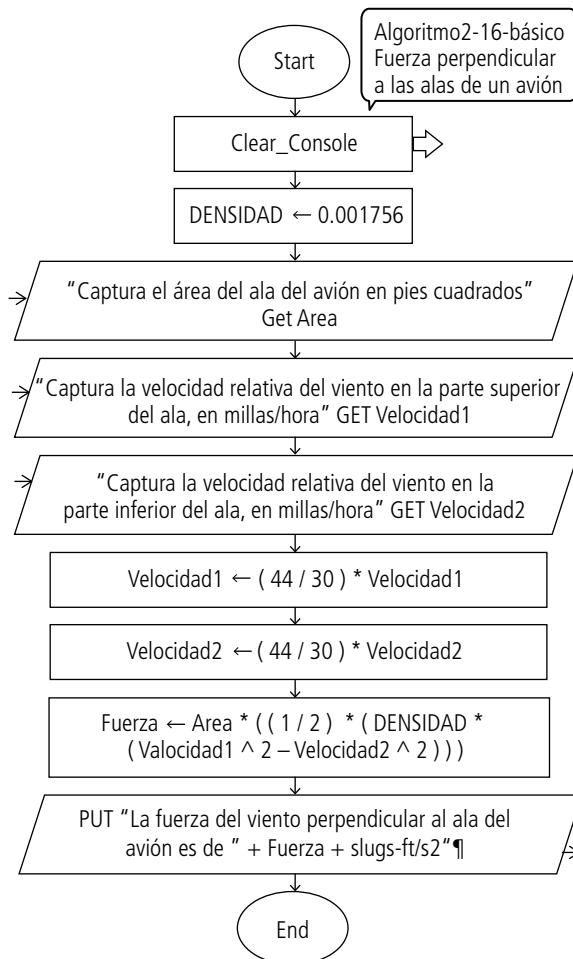 Algoritmo2-16-básico
Fuerza perpendicular
a las alas de un avión
Start
Clear_Console
DENSIDAD ← 0.001756
“Captura el área del ala del avión en pies cuadrados”
Get Area
“Captura la velocidad relativa del viento en la parte superior
del ala, en millas/hora” GET Velocidad1
“Captura la velocidad relativa del viento en la
parte inferior del ala, en millas/hora” GET Velocidad2
Velocidad1 ← ( 44 / 30 ) * Velocidad1
Velocidad2 ← ( 44 / 30 ) * Velocidad2
Fuerza ← Area * ( ( 1 / 2 ) * ( DENSIDAD *
( Valocidad1 ^ 2 – Velocidad2 ^ 2 ) ) )
PUT “La fuerza del viento perpendicular al ala del
avión es de ” + Fuerza + slugs-ft/s2“¶
End